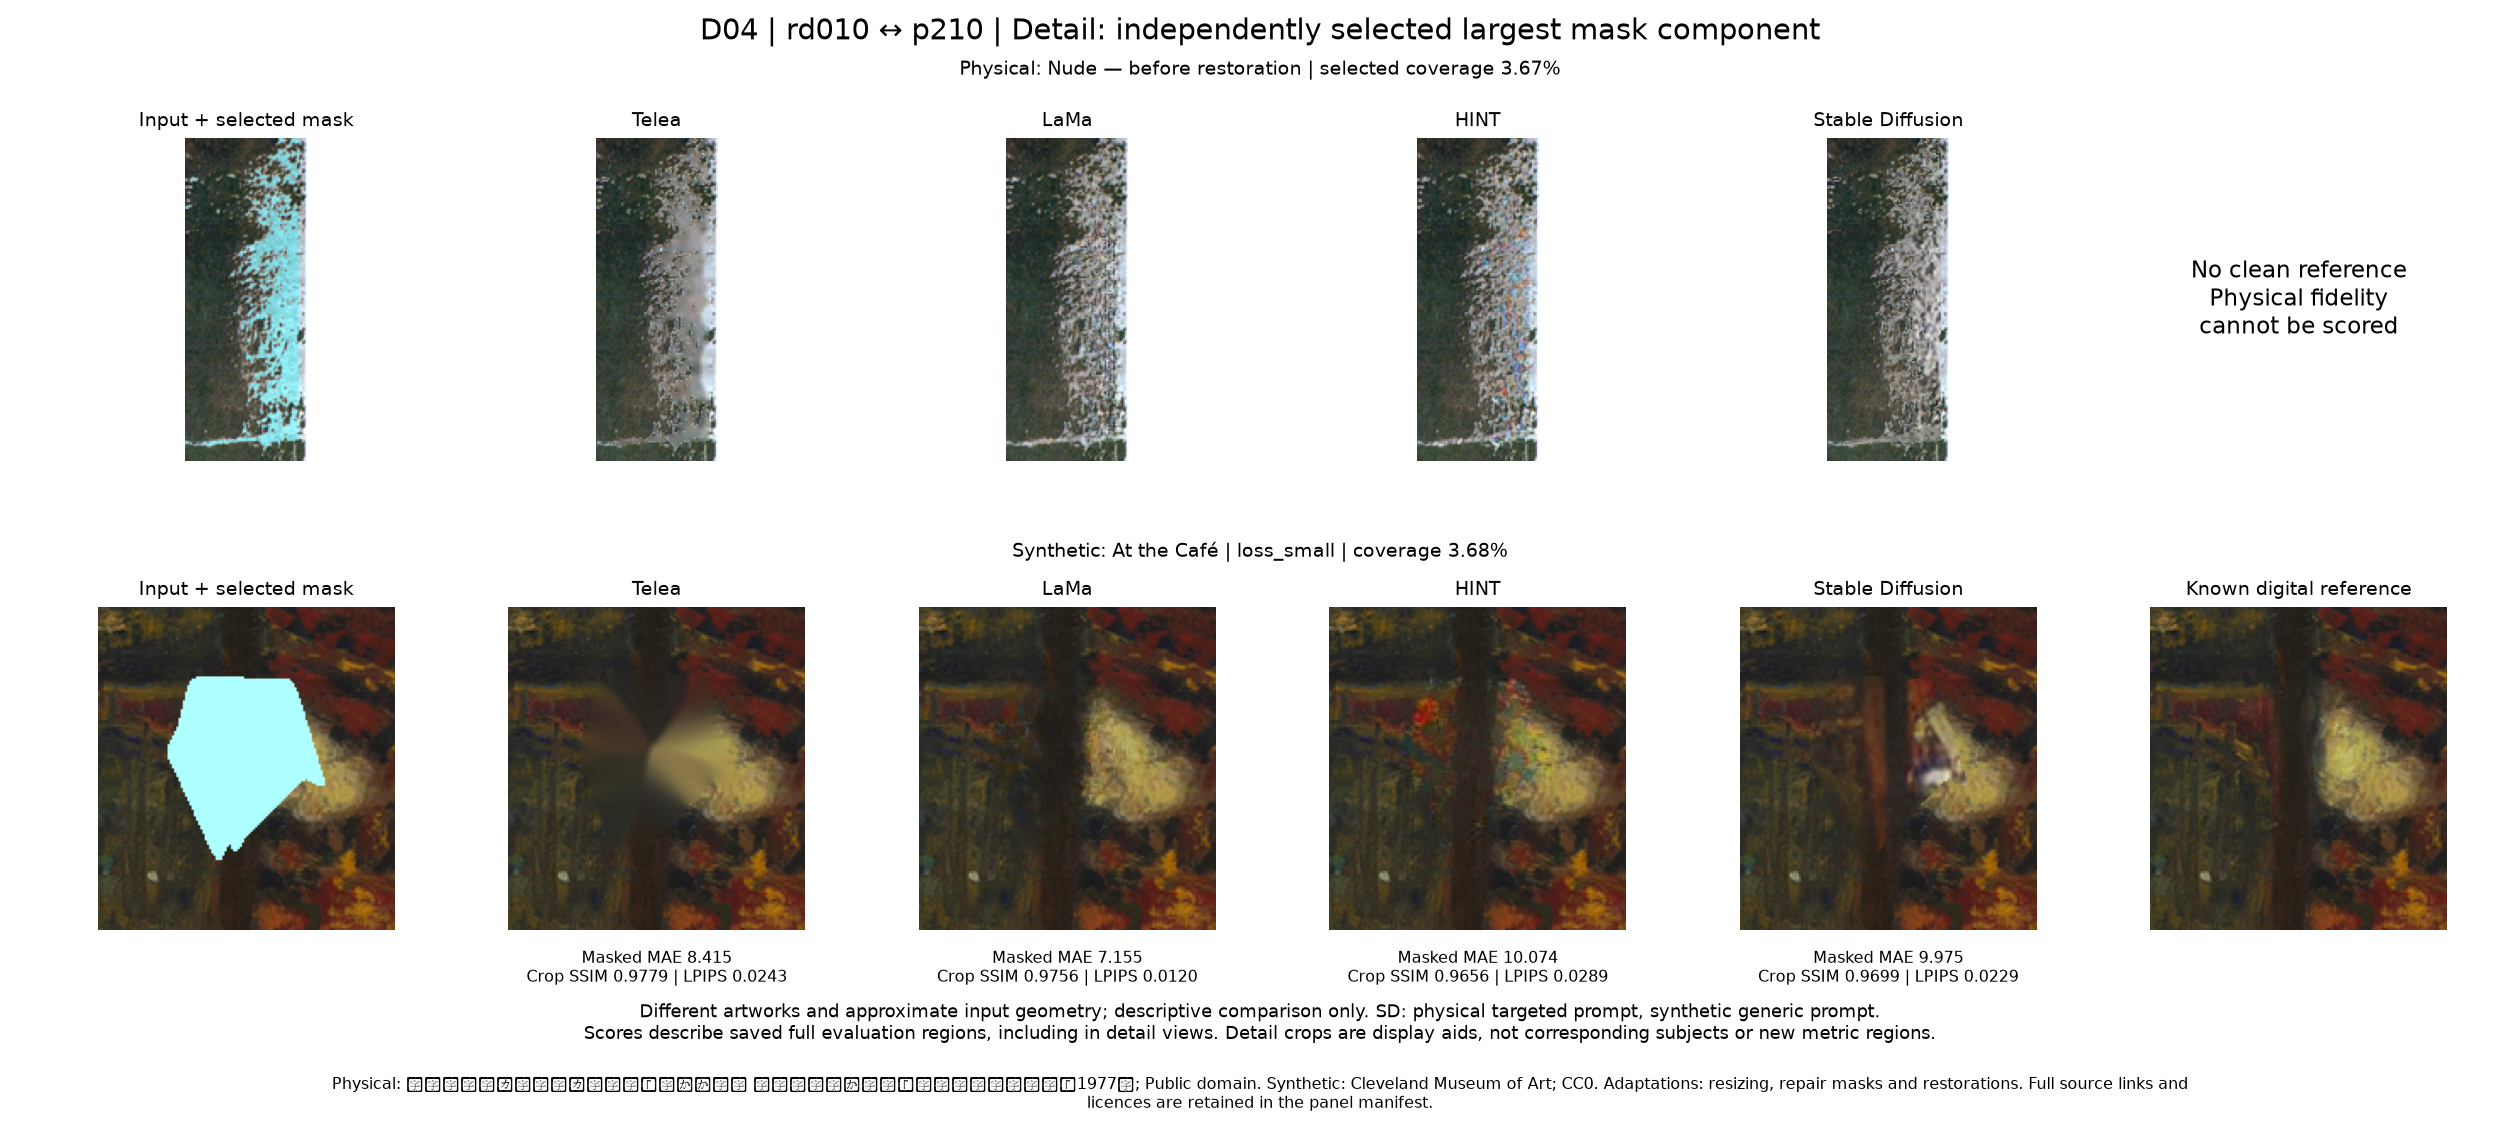 D04 | rd010 ↔ p210 | Detail: independently selected largest mask component
Physical: Nude — before restoration | selected coverage 3.67%
Input + selected mask
Telea
LaMa
HINT
Stable Diffusion
No clean reference
Physical fidelity
cannot be scored
Synthetic: At the Café | loss_small | coverage 3.68%
Input + selected mask
Telea
LaMa
HINT
Stable Diffusion
Known digital reference
Masked MAE 8.415
Crop SSIM 0.9779 | LPIPS 0.0243
Masked MAE 7.155
Crop SSIM 0.9756 | LPIPS 0.0120
Masked MAE 10.074
Crop SSIM 0.9656 | LPIPS 0.0289
Masked MAE 9.975
Crop SSIM 0.9699 | LPIPS 0.0229
Different artworks and approximate input geometry; descriptive comparison only. SD: physical targeted prompt, synthetic generic prompt.
Scores describe saved full evaluation regions, including in detail views. Detail crops are display aids, not corresponding subjects or new metric regions.
Physical: 1977; Public domain. Synthetic: Cleveland Museum of Art; CC0. Adaptations: resizing, repair masks and restorations. Full source links and
licences are retained in the panel manifest.